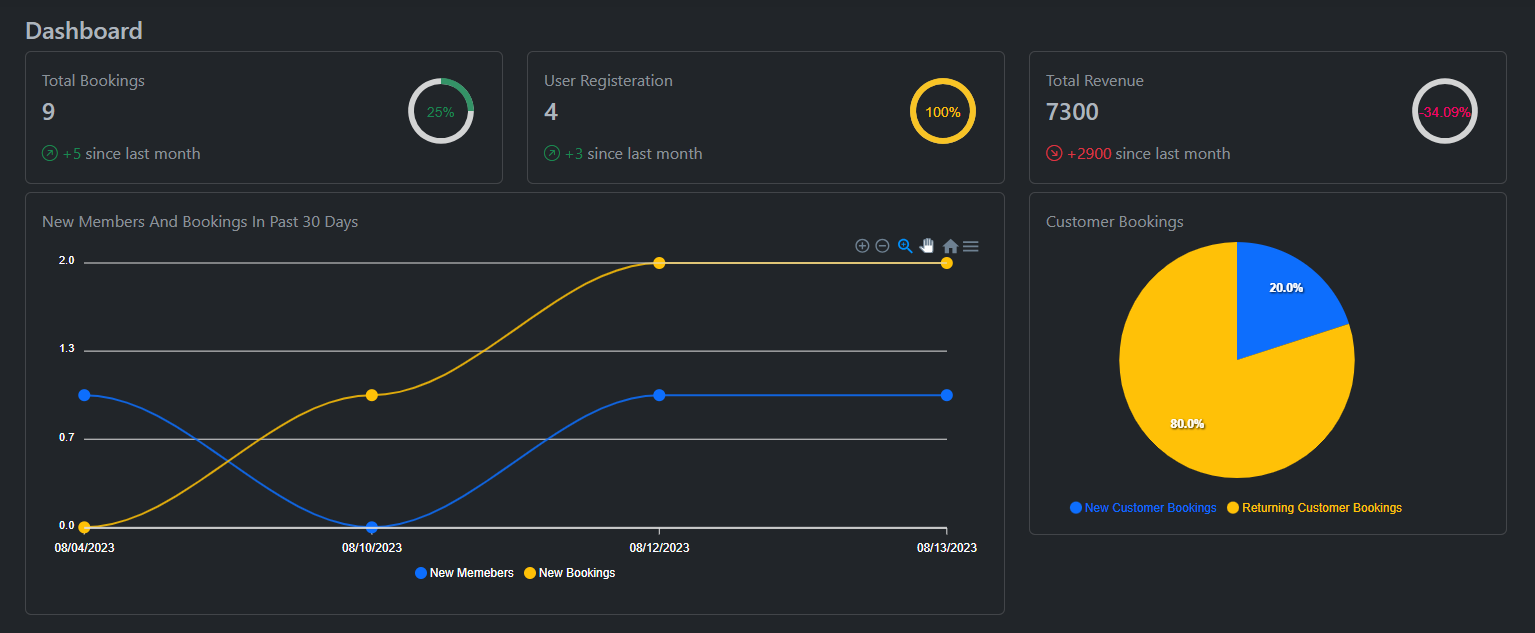 Dashboard
Total Bookings
9
25%
+5 since last month
User Registeration
4
100%
+3 since last month
Total Revenue
7300
-34.09%
+2900 since last month
New Members And Bookings In Past 30 Days
2.0
1.3
0.7
0.0
08/04/2023 08/10/2023 08/12/2023 08/13/2023
New Memebers New Bookings
Customer Bookings
20.0%
80.0%
New Customer Bookings Returning Customer Bookings